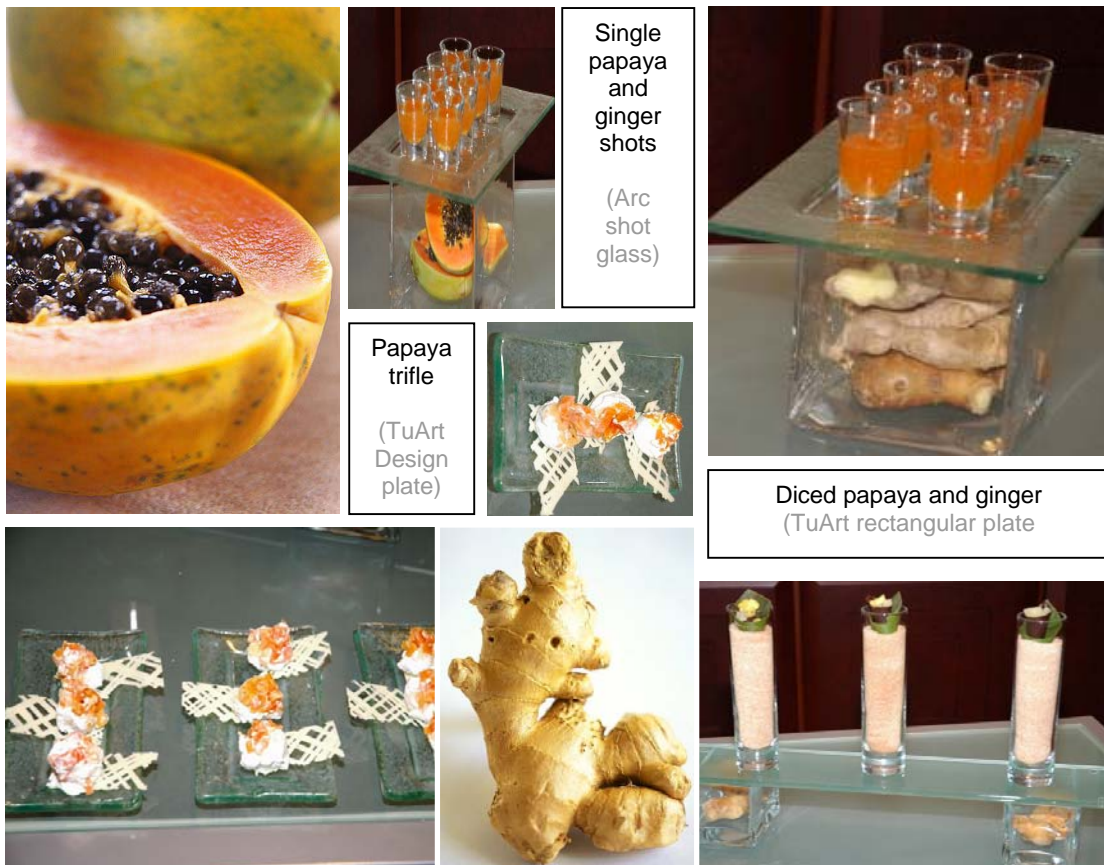 Single
papaya
and
ginger
shots
(Arc
shot
glass)
Papaya
trifle
(TuArt
Design
plate)
Diced papaya and ginger
(TuArt rectangular plate